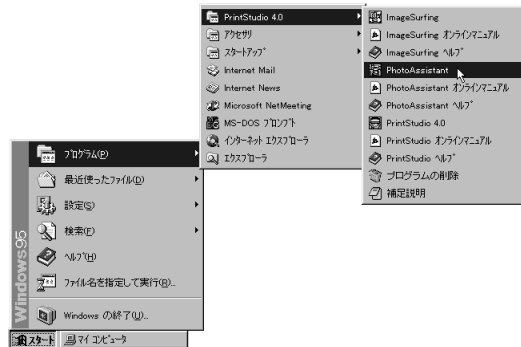 PrintStudio 4.0
アクセサリ
スタートアップ
Internet Mail
Internet News
Microsoft NetMeeting
MS-DOS プロンプト
インターネット エクスプローラ
エクスプローラ
ImageSurfing
ImageSurfing オンラインマニュアル
ImageSurfing ヘルプ
PhotoAssistant
PhotoAssistant オンラインマニュアル
PhotoAssistant ヘルプ
PrintStudio 4.0
PrintStudio オンラインマニュアル
PrintStudio ヘルプ
プログラムの削除
補足説明
プログラム(P)
最近使ったファイル(D)
設定(S)
検索(F)
ヘルプ(H)
ファイル名を指定して実行(R)...
Windows の終了(U)...
Windows95
スタート
マイ コンピュータ